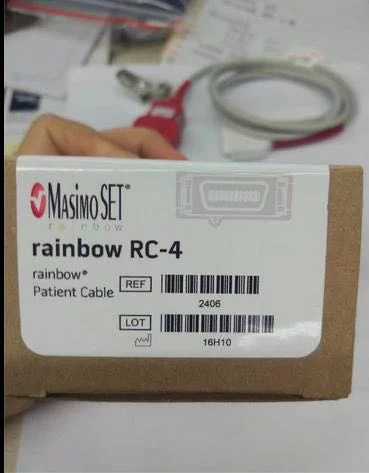 Masimo SET®
rainbow
rainbow RC-4
rainbow®
Patient Cable
REF
2406
LOT
16H10